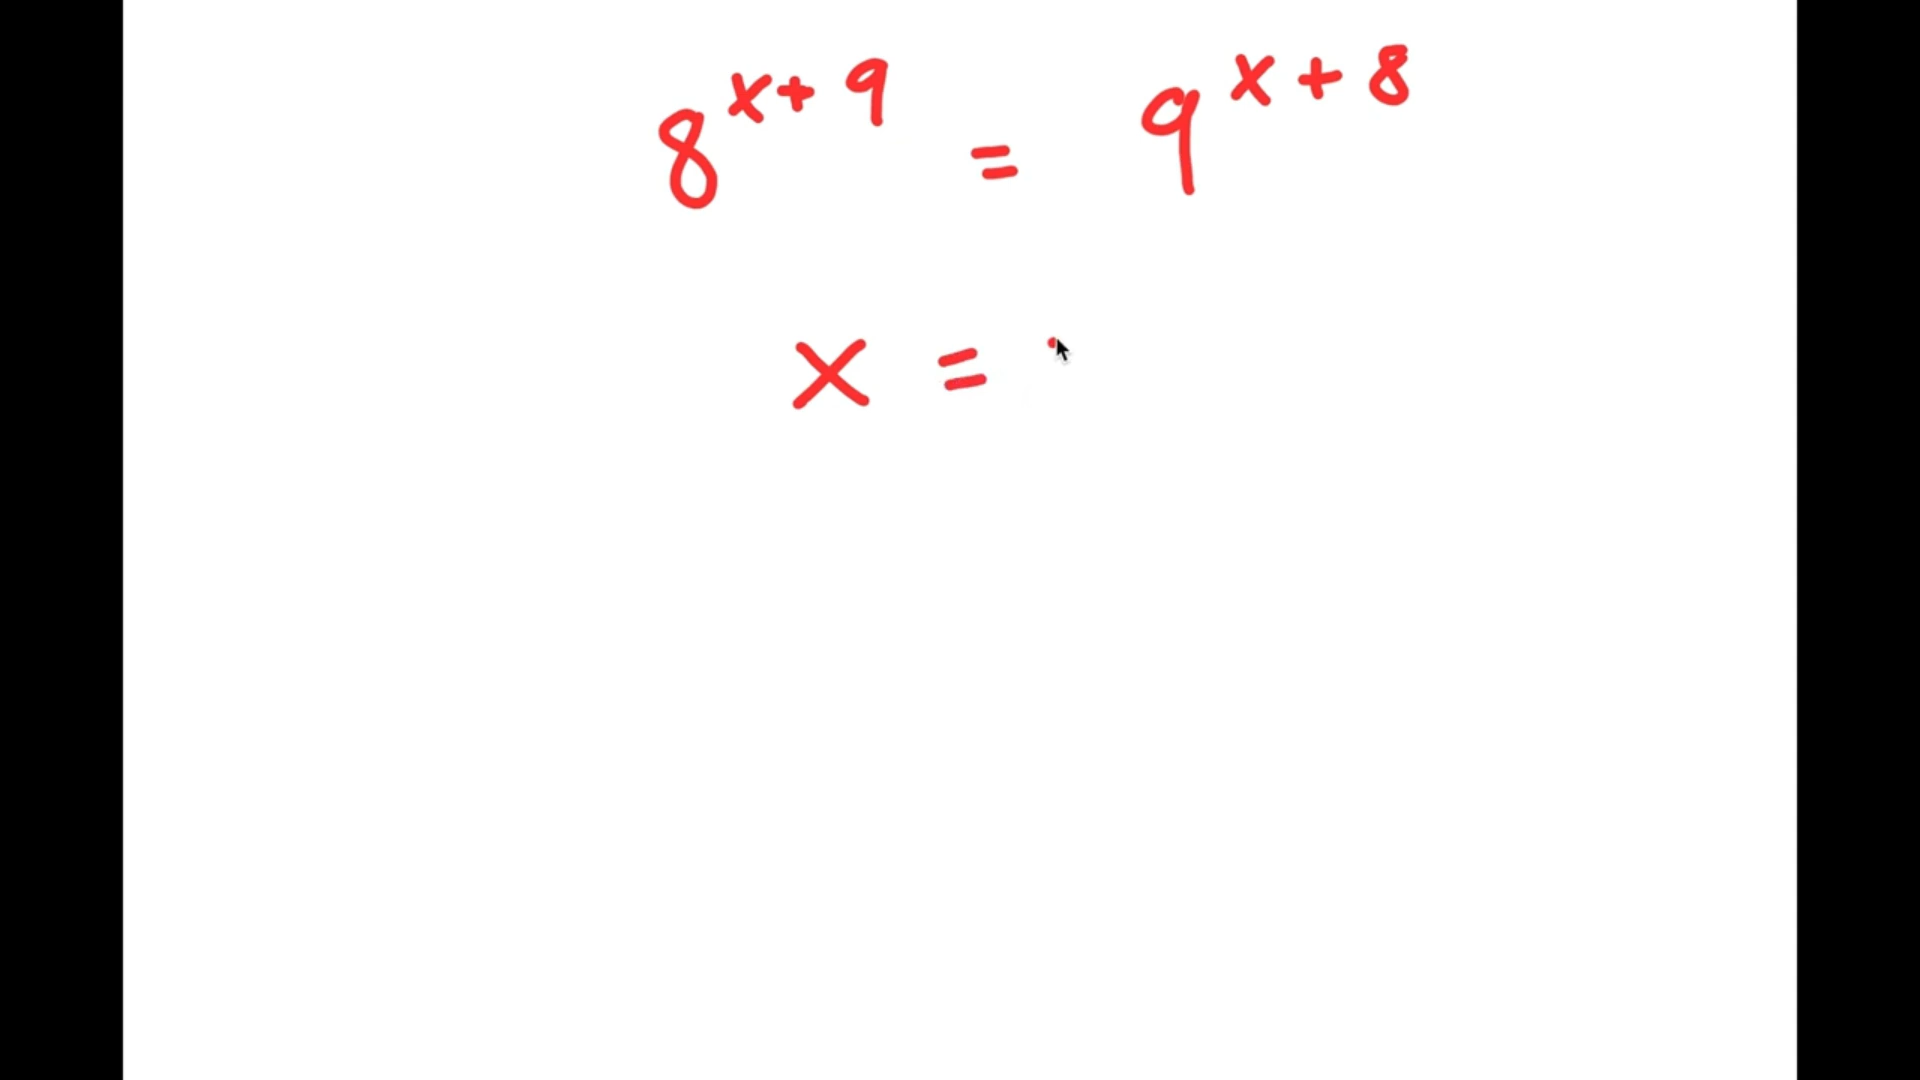 8^{x+9} = 9^{x+8}
x =